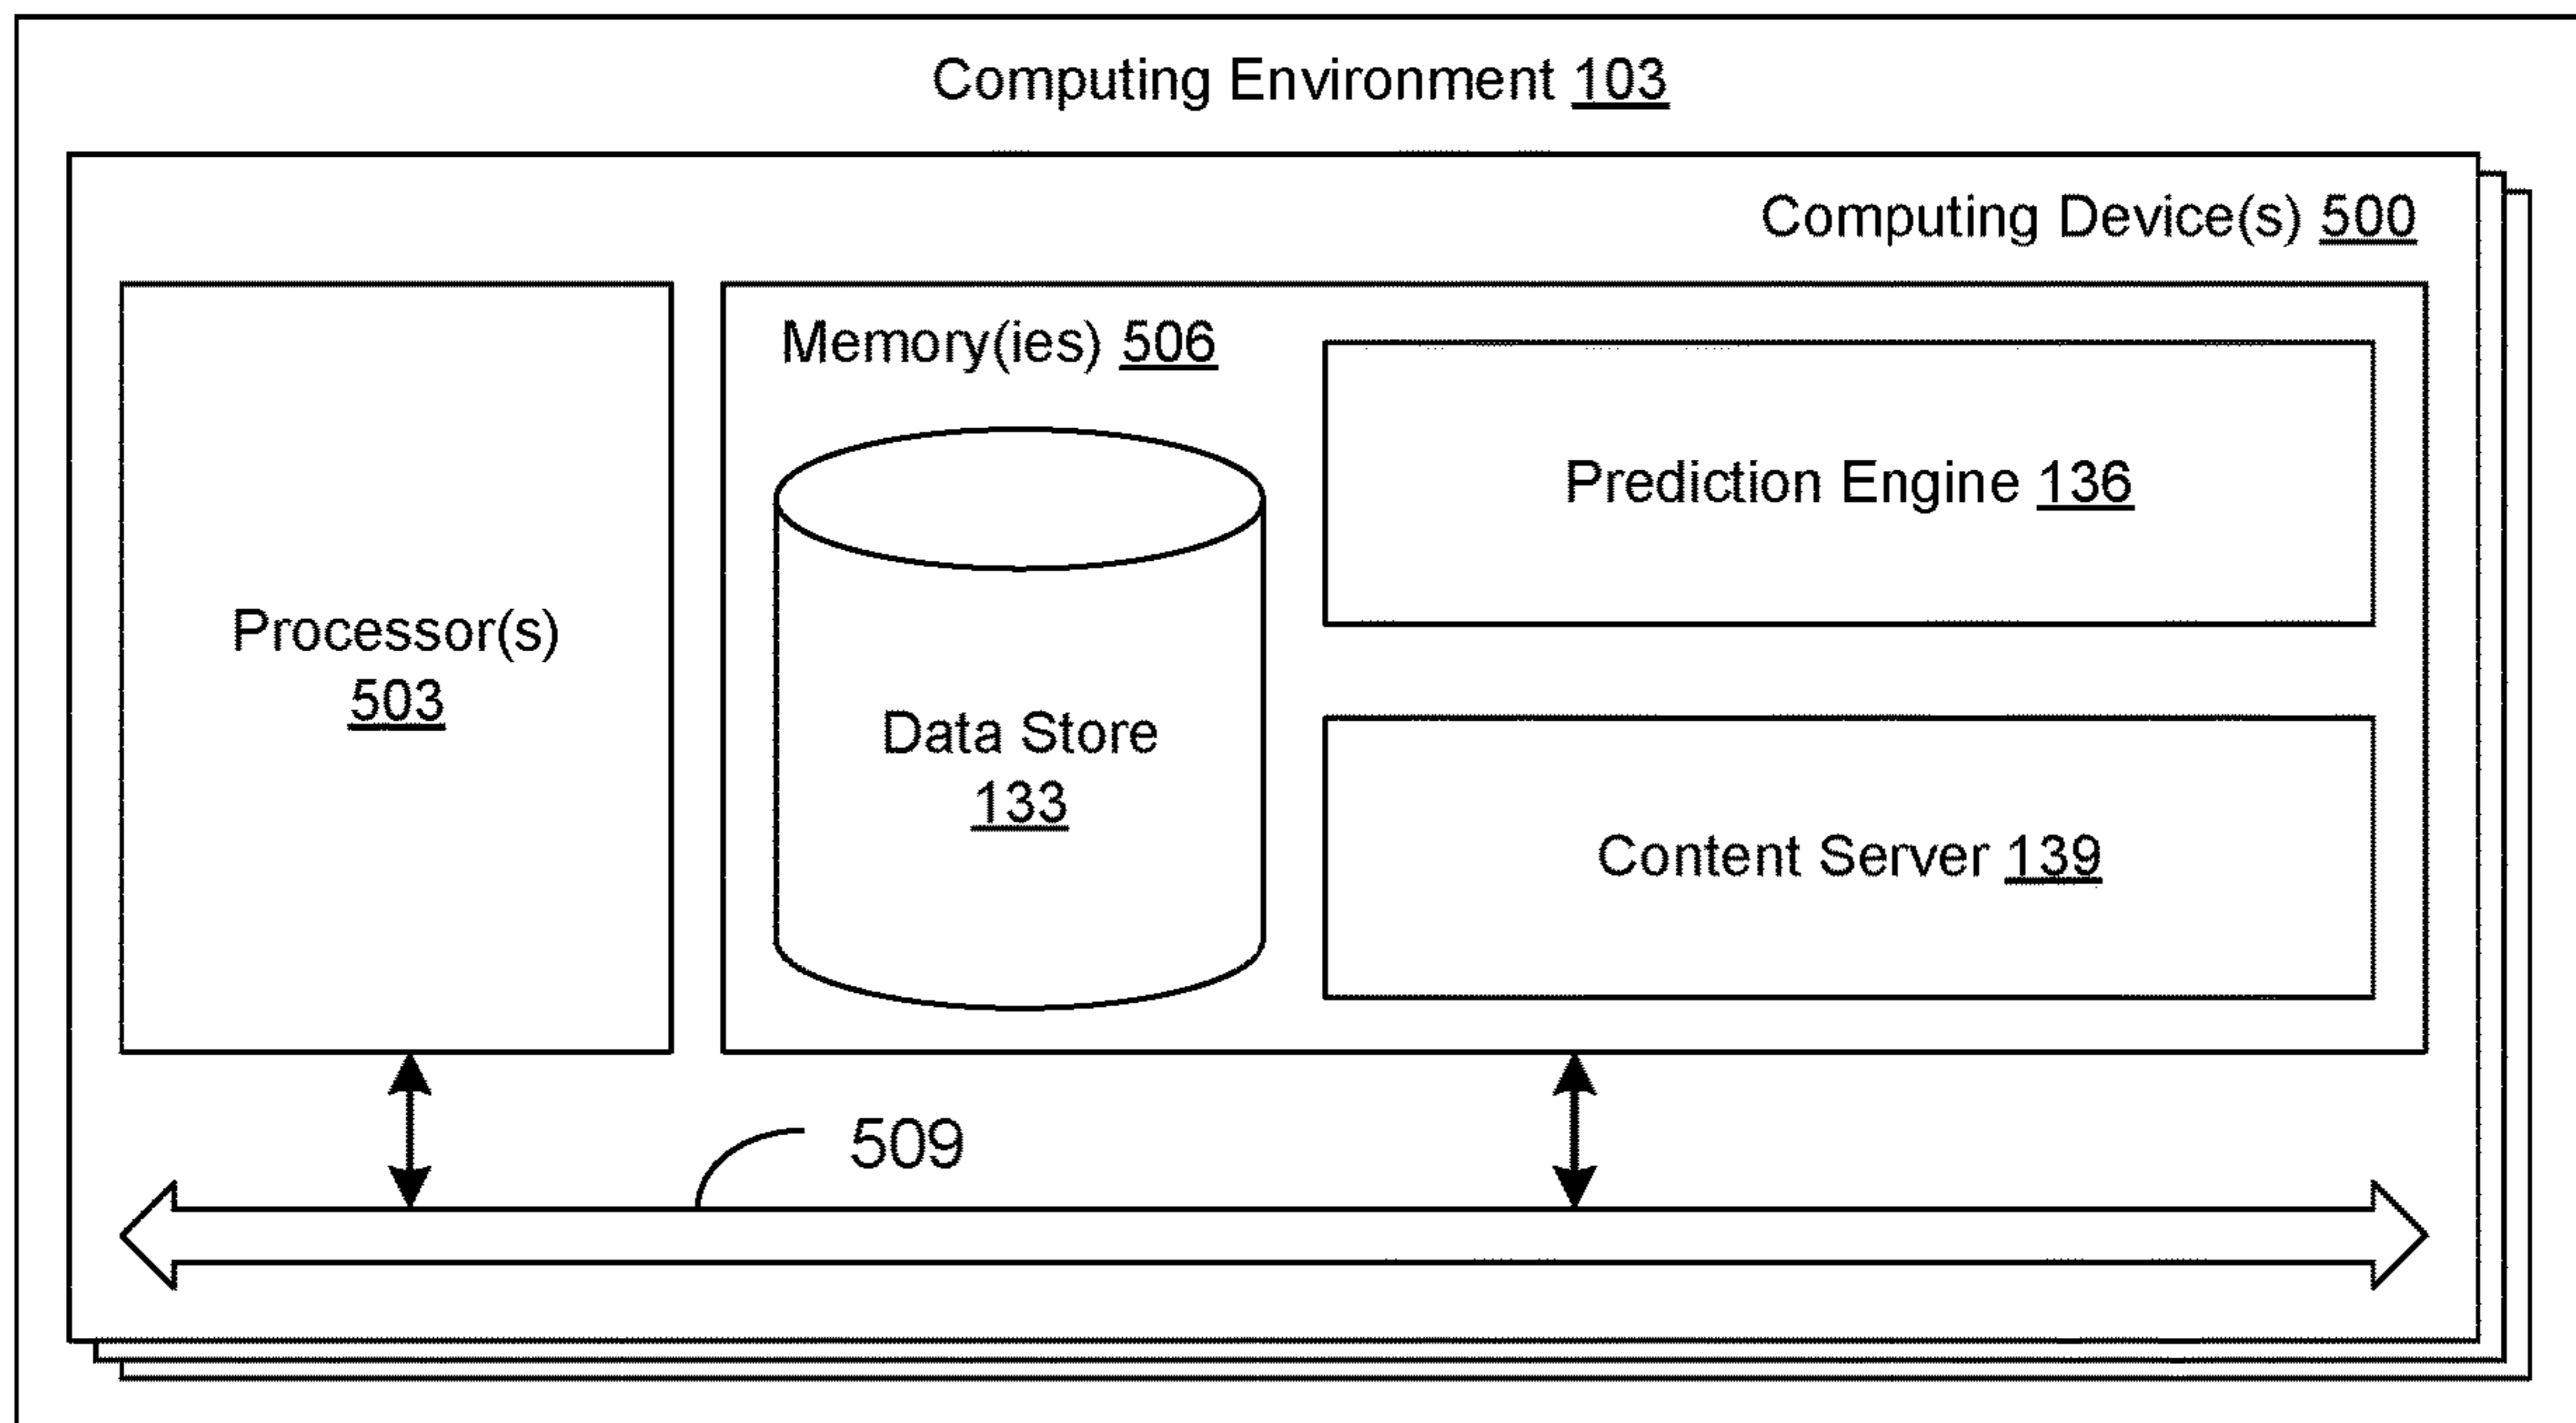 Computing Environment 103
Computing Device(s) 500
Processor(s)
503
Memory(ies) 506
Data Store
133
Prediction Engine 136
Content Server 139
509